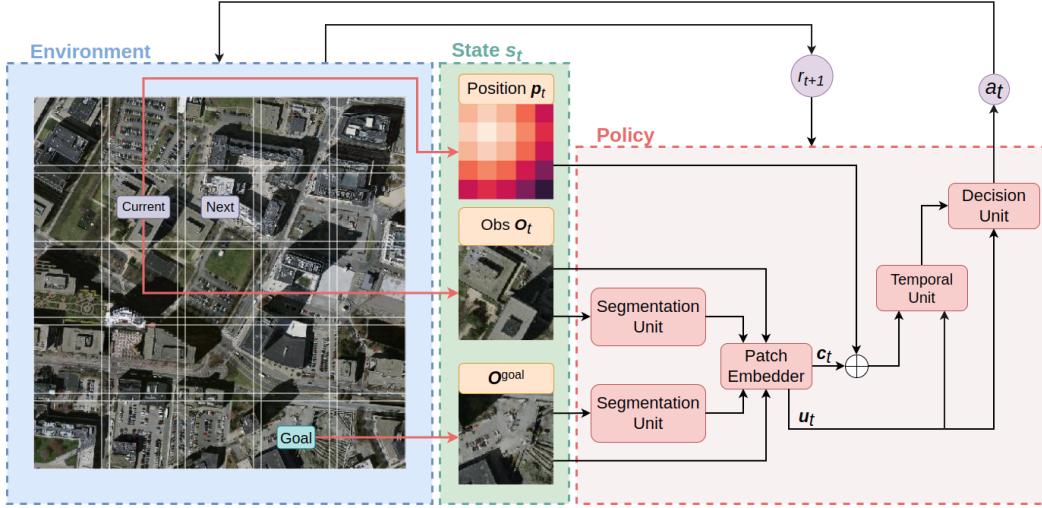 Environment
State s_t
Position p_t
r_{t+1}
a_t
Policy
Current
Next
Obs O_t
Decision
Unit
Temporal
Unit
Segmentation
Unit
Patch
Embedder
c_t
O^{goal}
Segmentation
Unit
u_t
Goal